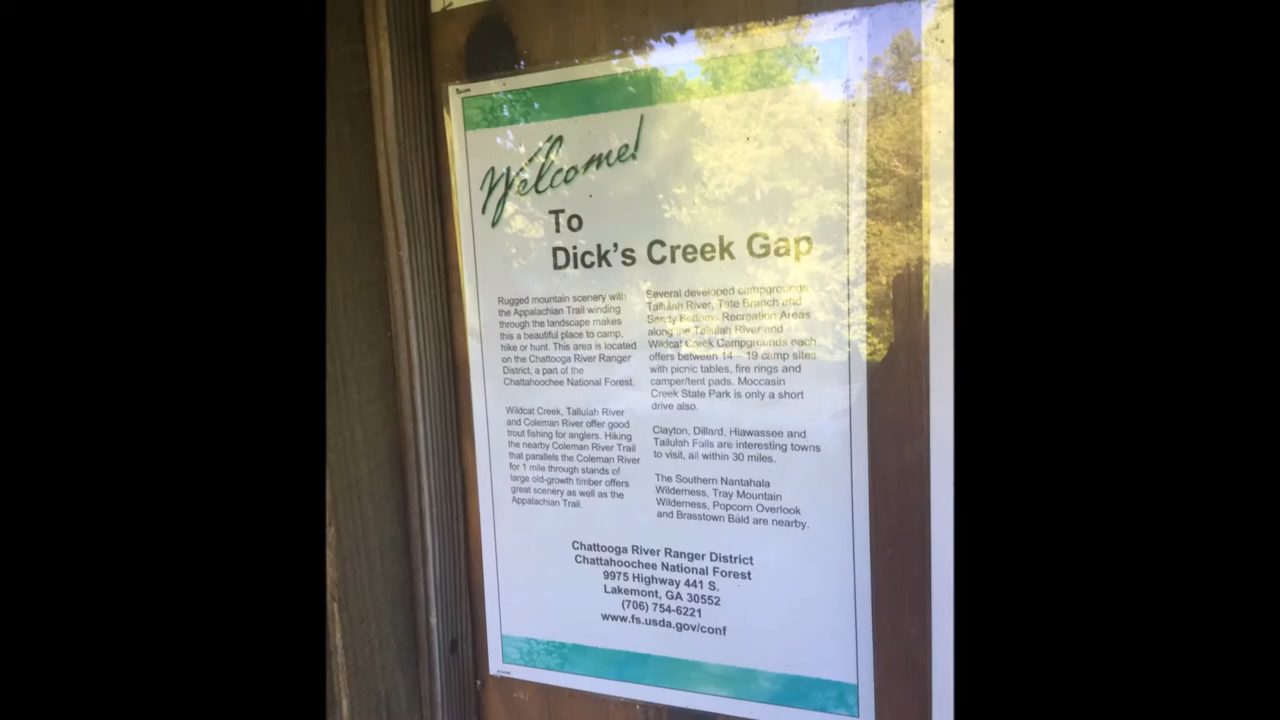 Welcome!
To
Dick's Creek Gap
Rugged mountain scenery with
the Appalachian Trail winding
through the landscape makes
this a beautiful place to camp,
hike or hunt. This area is located
on the Chattooga River Ranger
District, a part of the
Chattahoochee National Forest.
Wildcat Creek, Tallulah River
and Coleman River offer good
trout fishing for anglers. Hiking
the nearby Coleman River Trail
that parallels the Coleman River
for 1 mile through stands of
large old-growth timber offers
great scenery as well as the
Appalachian Trail.
Several developed campgrounds
Tallulah River, Tate Branch and
Sandy Bottoms Recreation Areas
along the Tallulah River and
Wildcat Creek Campgrounds each
offers between 14 – 19 camp sites
with picnic tables, fire rings and
camper/tent pads. Moccasin
Creek State Park is only a short
drive also.
Clayton, Dillard, Hiawassee and
Tallulah Falls are interesting towns
to visit, all within 30 miles.
The Southern Nantahala
Wilderness, Tray Mountain
Wilderness, Popcorn Overlook
and Brasstown Bald are nearby.
Chattooga River Ranger District
Chattahoochee National Forest
9975 Highway 441 S.
Lakemont, GA 30552
(706) 754-6221
www.fs.usda.gov/conf